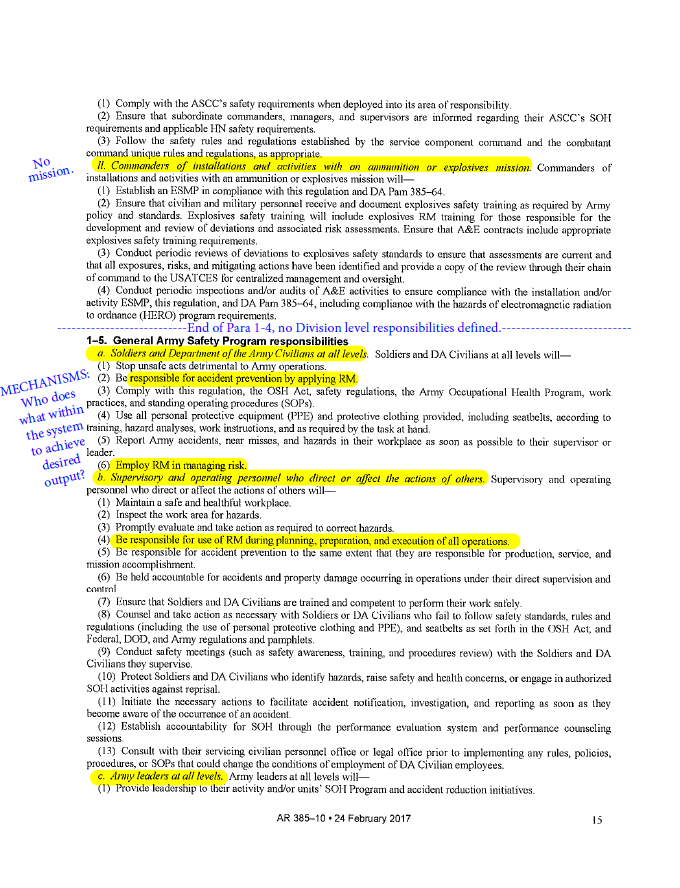 (1) Comply with the ASCC's safety requirements when deployed into its area of responsibility.
(2) Ensure that subordinate commanders, managers, and supervisors are informed regarding their ASCC's SOH
requirements and applicable HN safety requirements.
(3) Follow the safety rules and regulations established by the service component command and the combatant
command unique rules and regulations, as appropriate.
No
mission.
ll. Commanders of installations and activities with an ammunition or explosives mission. Commanders of
installations and activities with an ammunition or explosives mission will—
(1) Establish an ESMP in compliance with this regulation and DA Pam 385–64.
(2) Ensure that civilian and military personnel receive and document explosives safety training as required by Army
policy and standards. Explosives safety training will include explosives RM training for those responsible for the
development and review of deviations and associated risk assessments. Ensure that A&E contracts include appropriate
explosives safety training requirements.
(3) Conduct periodic reviews of deviations to explosives safety standards to ensure that assessments are current and
that all exposures, risks, and mitigating actions have been identified and provide a copy of the review through their chain
of command to the USATCES for centralized management and oversight.
(4) Conduct periodic inspections and/or audits of A&E activities to ensure compliance with the installation and/or
activity ESMP, this regulation, and DA Pam 385–64, including compliance with the hazards of electromagnetic radiation
to ordnance (HERO) program requirements.
---------------------------End of Para 1-4, no Division level responsibilities defined.---------------------------
1–5. General Army Safety Program responsibilities
a. Soldiers and Department of the Army Civilians at all levels. Soldiers and DA Civilians at all levels will—
(1) Stop unsafe acts detrimental to Army operations.
(2) Be responsible for accident prevention by applying RM.
(3) Comply with this regulation, the OSH Act, safety regulations, the Army Occupational Health Program, work
practices, and standing operating procedures (SOPs).
(4) Use all personal protective equipment (PPE) and protective clothing provided, including seatbelts, according to
training, hazard analyses, work instructions, and as required by the task at hand.
(5) Report Army accidents, near misses, and hazards in their workplace as soon as possible to their supervisor or
leader.
(6) Employ RM in managing risk.
MECHANISMS:
Who does
what within
the system
to achieve
desired
output?
b. Supervisory and operating personnel who direct or affect the actions of others. Supervisory and operating
personnel who direct or affect the actions of others will—
(1) Maintain a safe and healthful workplace.
(2) Inspect the work area for hazards.
(3) Promptly evaluate and take action as required to correct hazards.
(4) Be responsible for use of RM during planning, preparation, and execution of all operations.
(5) Be responsible for accident prevention to the same extent that they are responsible for production, service, and
mission accomplishment.
(6) Be held accountable for accidents and property damage occurring in operations under their direct supervision and
control
(7) Ensure that Soldiers and DA Civilians are trained and competent to perform their work safely.
(8) Counsel and take action as necessary with Soldiers or DA Civilians who fail to follow safety standards, rules and
regulations (including the use of personal protective clothing and PPE), and seatbelts as set forth in the OSH Act, and
Federal, DOD, and Army regulations and pamphlets.
(9) Conduct safety meetings (such as safety awareness, training, and procedures review) with the Soldiers and DA
Civilians they supervise.
(10) Protect Soldiers and DA Civilians who identify hazards, raise safety and health concerns, or engage in authorized
SOH activities against reprisal.
(11) Initiate the necessary actions to facilitate accident notification, investigation, and reporting as soon as they
become aware of the occurrence of an accident.
(12) Establish accountability for SOH through the performance evaluation system and performance counseling
sessions.
(13) Consult with their servicing civilian personnel office or legal office prior to implementing any rules, policies,
procedures, or SOPs that could change the conditions of employment of DA Civilian employees.
c. Army leaders at all levels. Army leaders at all levels will—
(1) Provide leadership to their activity and/or units' SOH Program and accident reduction initiatives.
AR 385–10 • 24 February 2017
15